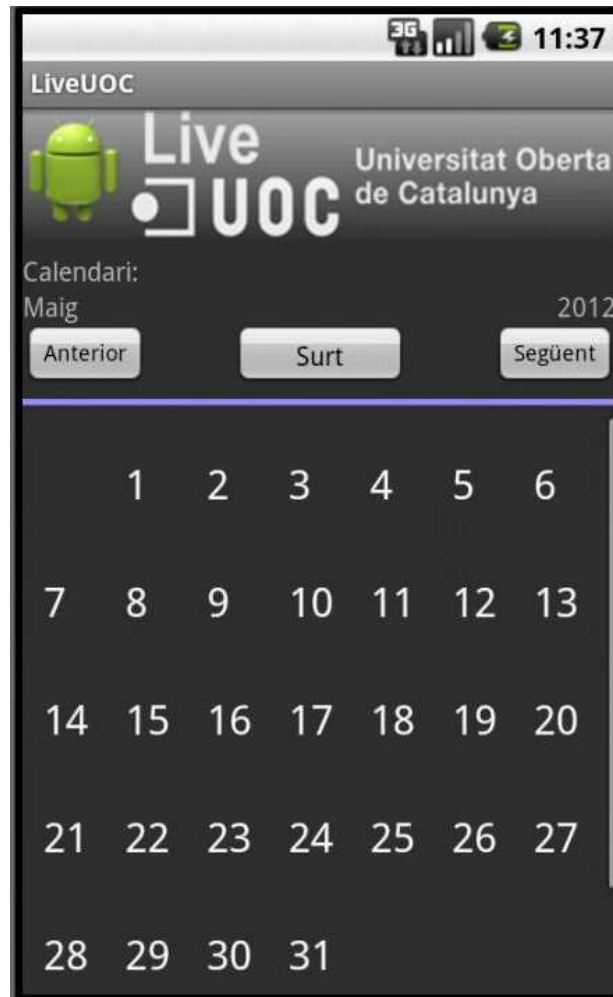 3G 11:37
LiveUOC
Live UOC
Universitat Oberta
de Catalunya
Calendari:
Maig 2012
Anterior Surt Següent
1 2 3 4 5 6
7 8 9 10 11 12 13
14 15 16 17 18 19 20
21 22 23 24 25 26 27
28 29 30 31